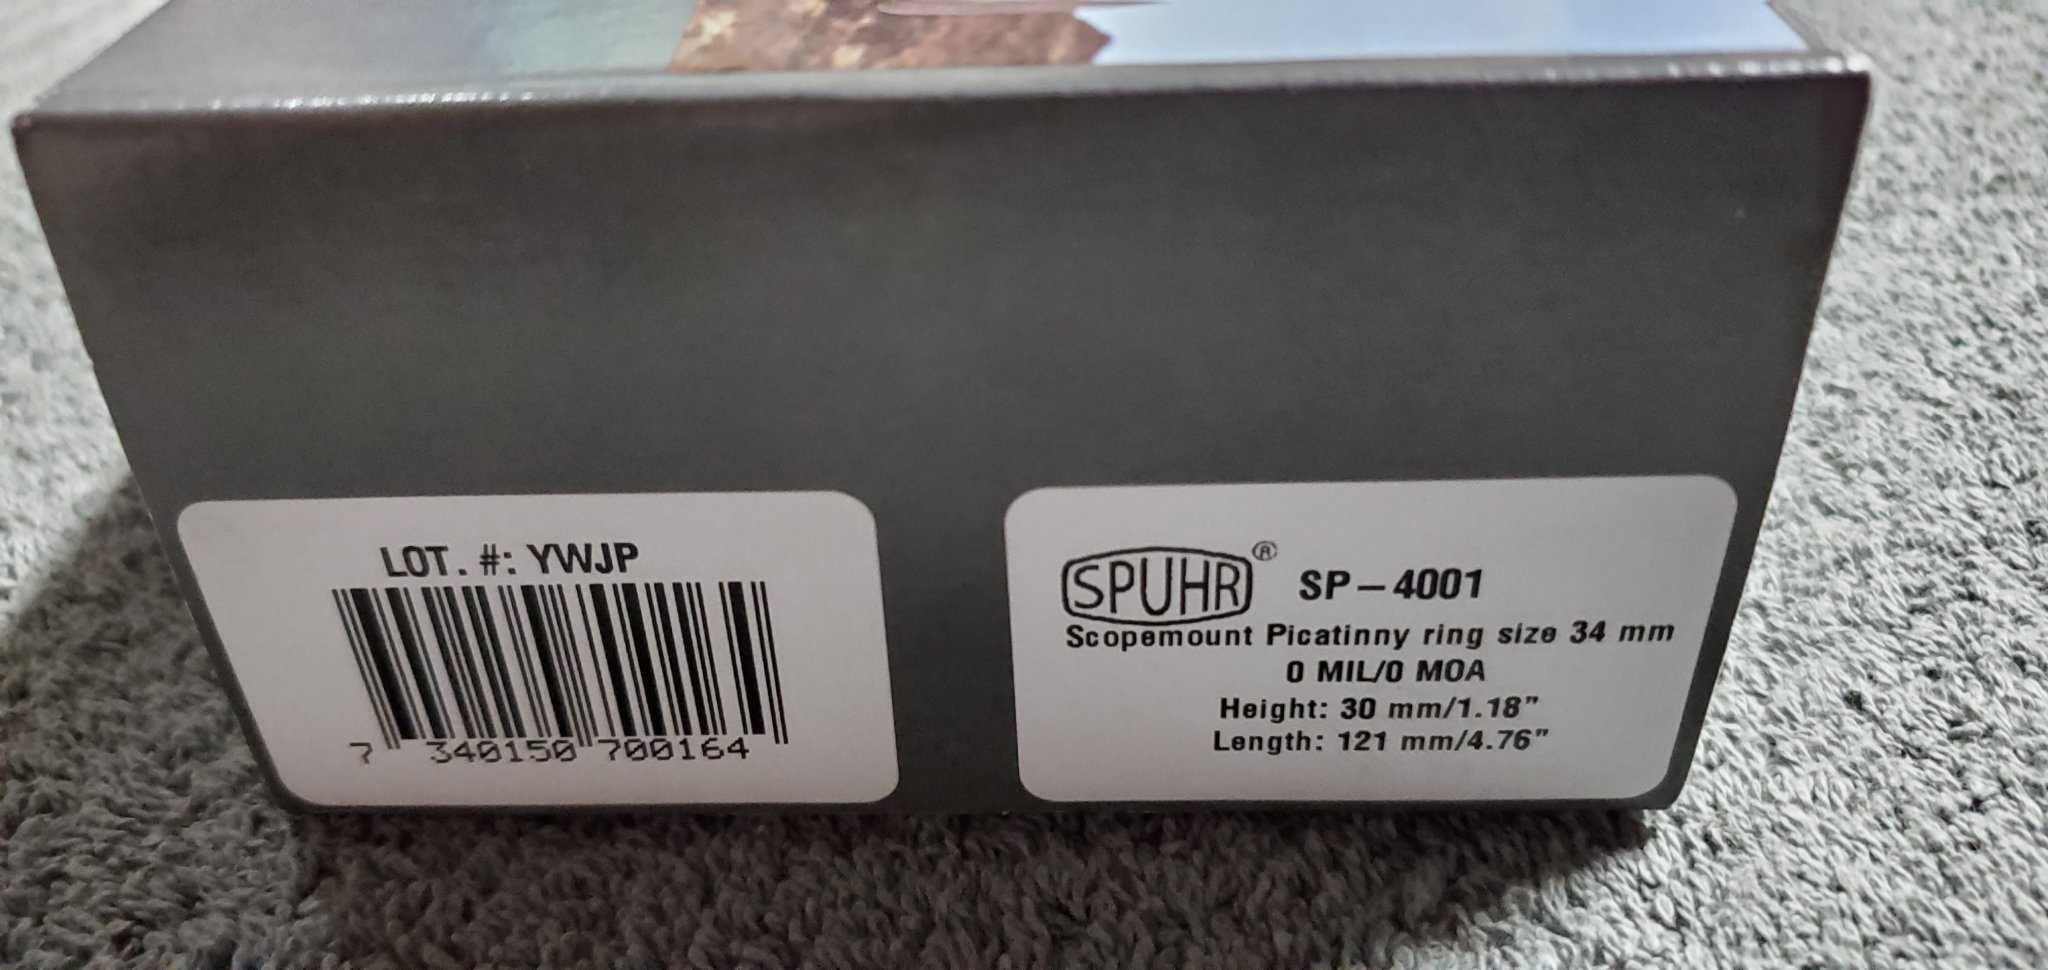 LOT. #: YWJP
7 340150 700164
SPUHR® SP-4001
Scopemount Picatinny ring size 34 mm
0 MIL/0 MOA
Height: 30 mm/1.18"
Length: 121 mm/4.76"